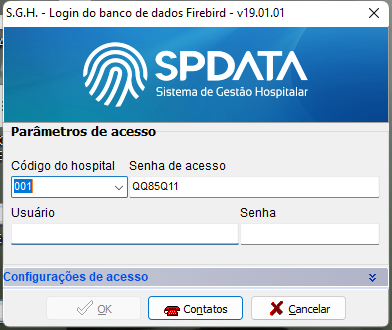 S.G.H. - Login do banco de dados Firebird - v19.01.01
SPDATA
Sistema de Gestão Hospitalar
Parâmetros de acesso
Código do hospital Senha de acesso
001 QQ85Q11
Usuário Senha
Configurações de acesso
OK Contatos Cancelar